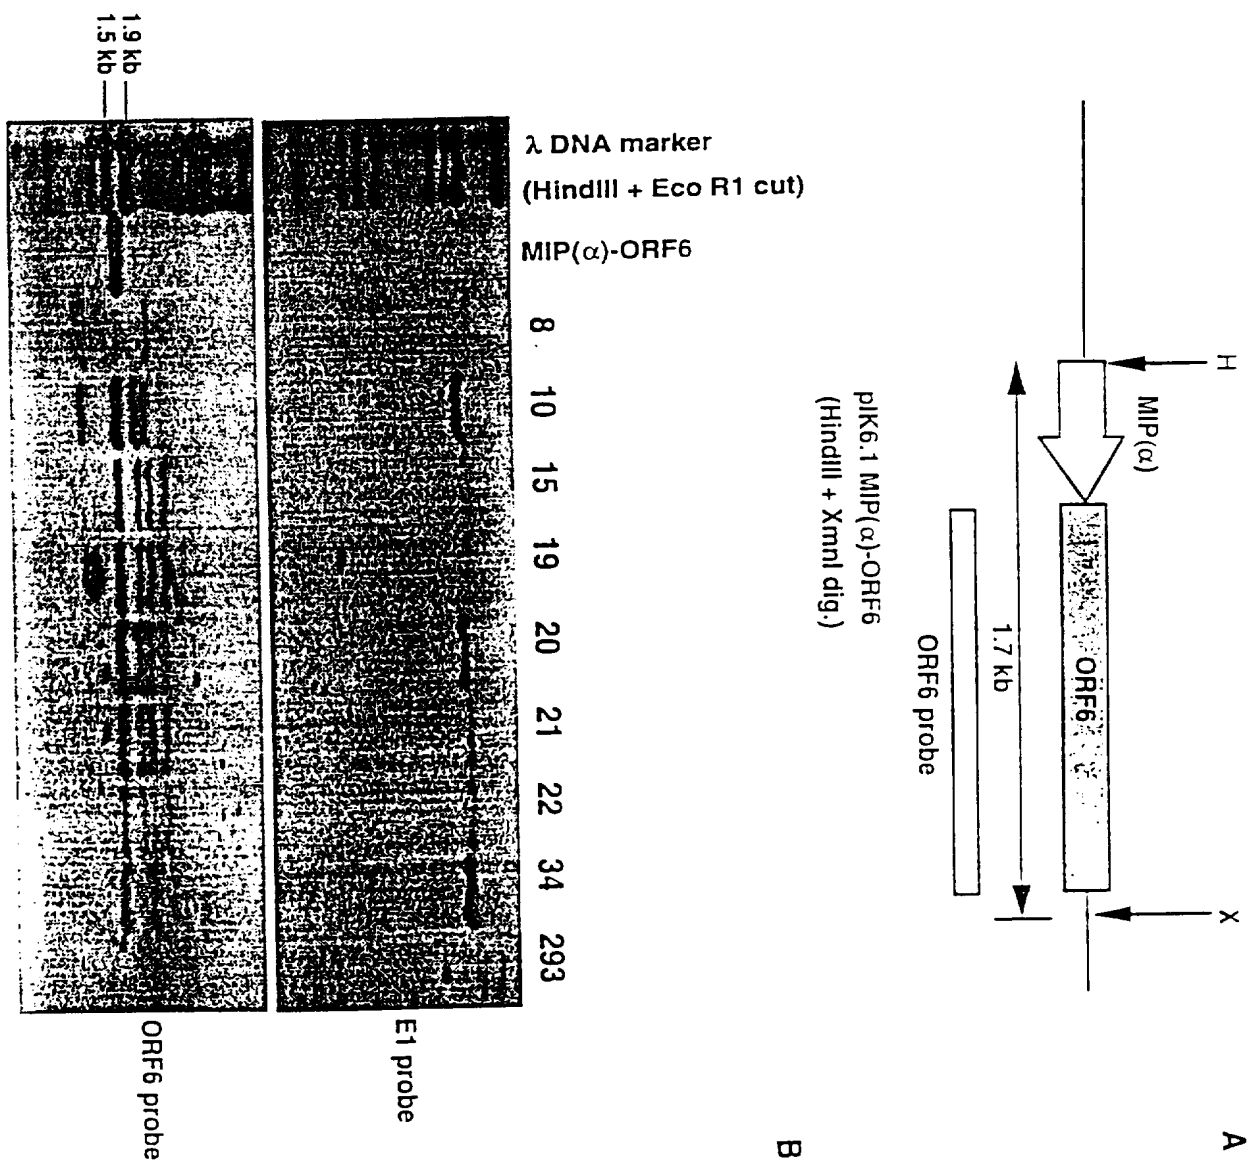 A
H
X
MIP(α)
ORF6
1.7 kb
ORF6 probe
pIK6.1 MIP(α)-ORF6
(HindIII + XmnI dig.)
B
λ DNA marker
(HindIII + Eco R1 cut)
MIP(α)-ORF6
8
10
15
19
20
21
22
34
293
E1 probe
1.9 kb
1.5 kb
ORF6 probe